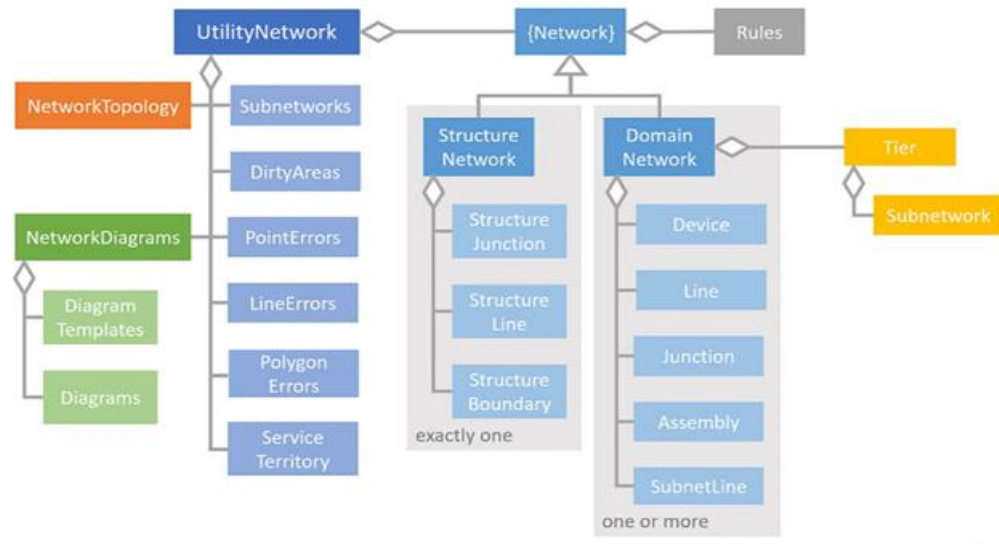 UtilityNetwork
{Network}
Rules
NetworkTopology
Subnetworks
DirtyAreas
NetworkDiagrams
PointErrors
Diagram
Templates
LineErrors
Diagrams
Polygon
Errors
Service
Territory
Structure
Network
Structure
Junction
Structure
Line
Structure
Boundary
exactly one
Domain
Network
Device
Line
Junction
Assembly
SubnetLine
one or more
Tier
Subnetwork